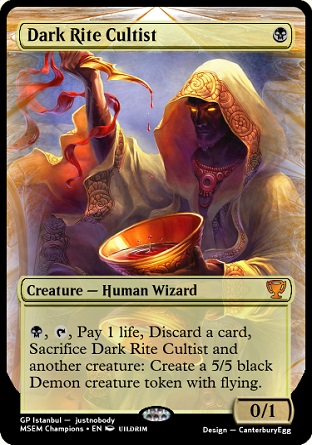 Dark Rite Cultist
Creature — Human Wizard
, , Pay 1 life, Discard a card,
Sacrifice Dark Rite Cultist and
another creature: Create a 5/5 black
Demon creature token with flying.
0/1
GP Istanbul — justnobody
MSEM Champions • EN UILDRIM
Design — CanterburyEgg